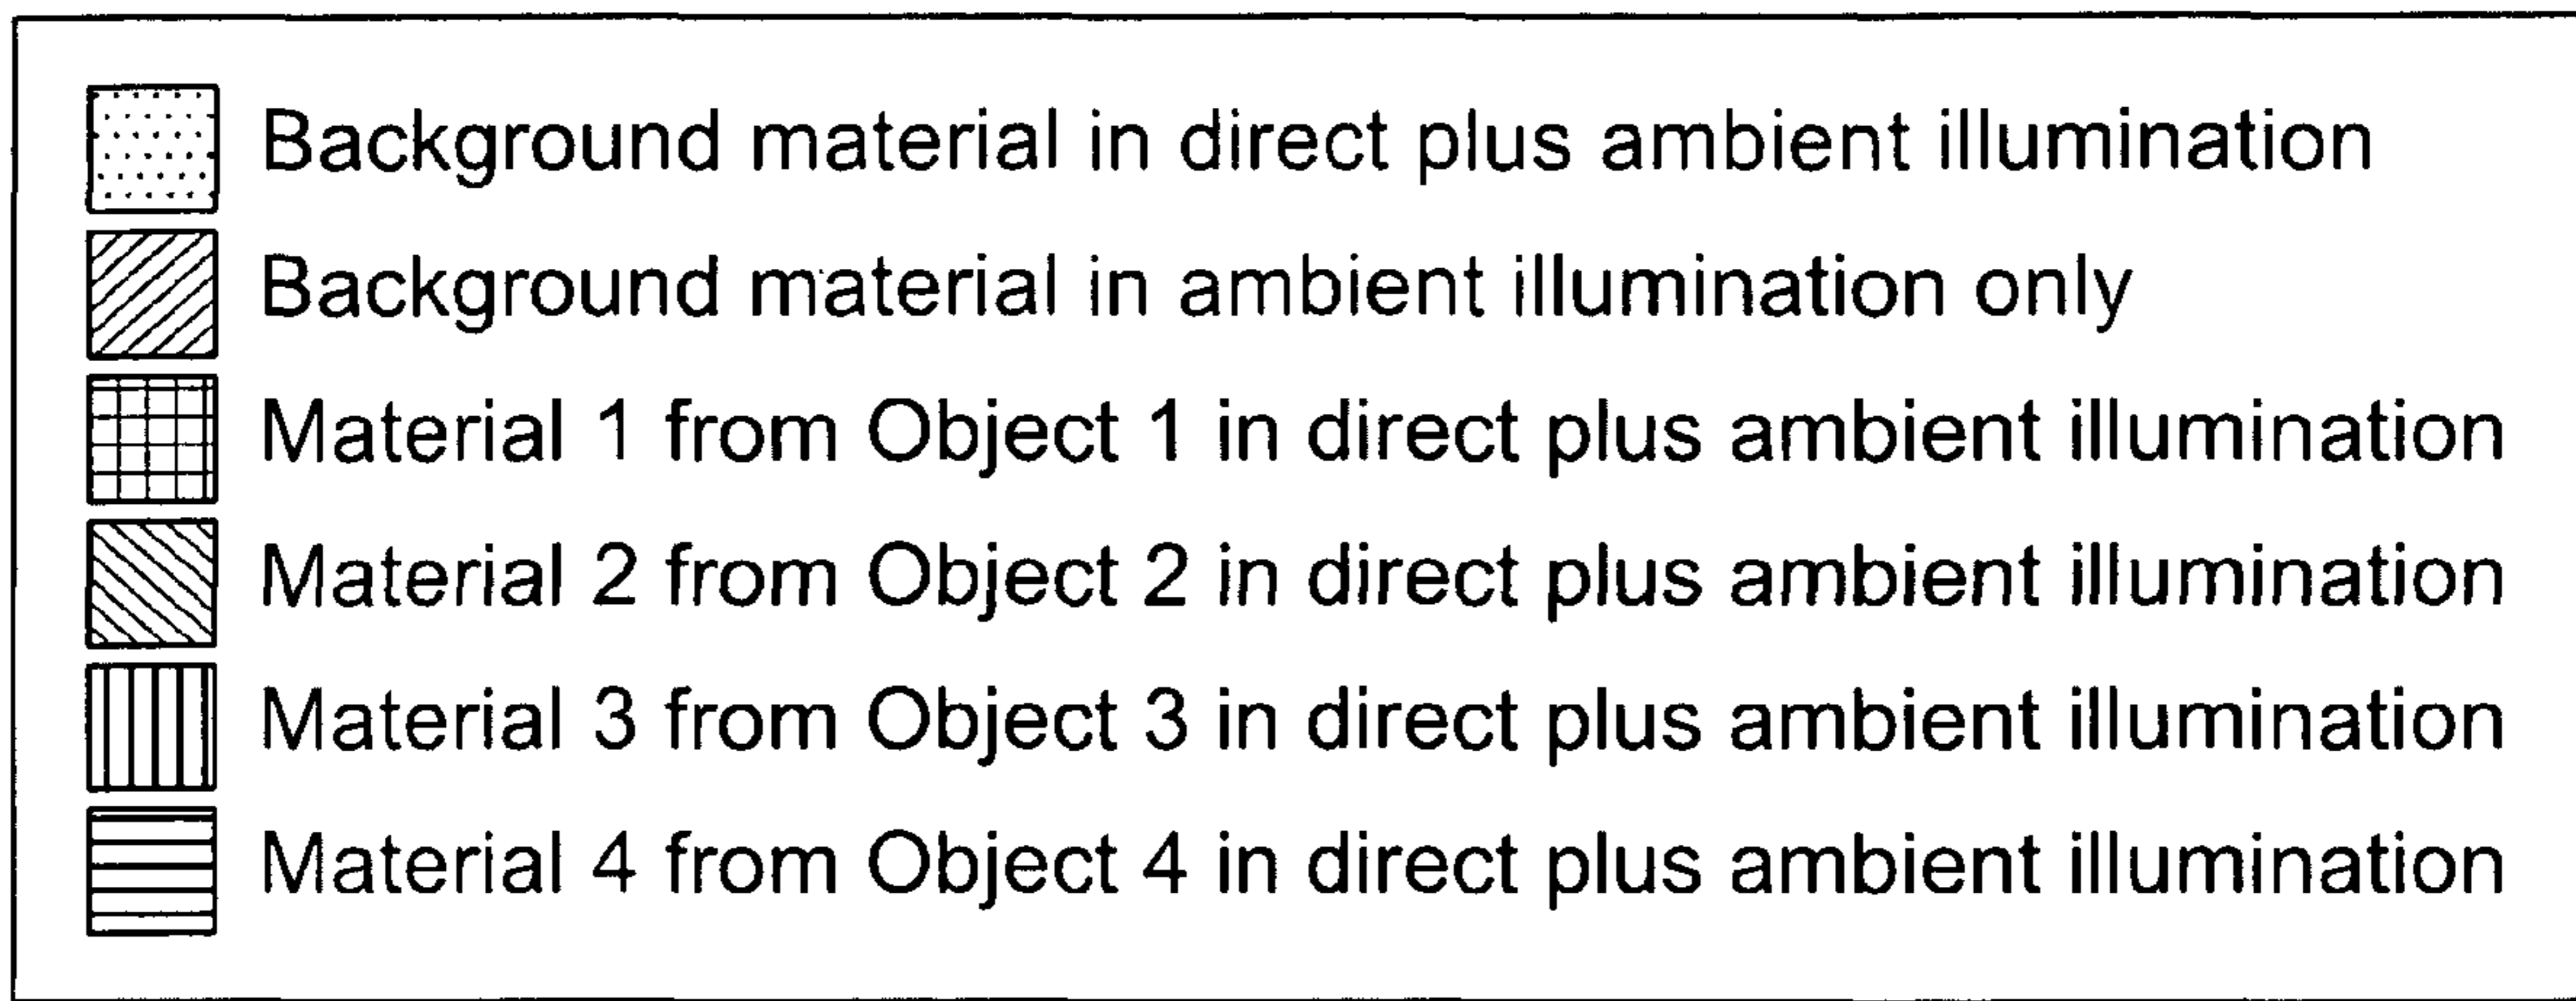 Background material in direct plus ambient illumination
Background material in ambient illumination only
Material 1 from Object 1 in direct plus ambient illumination
Material 2 from Object 2 in direct plus ambient illumination
Material 3 from Object 3 in direct plus ambient illumination
Material 4 from Object 4 in direct plus ambient illumination